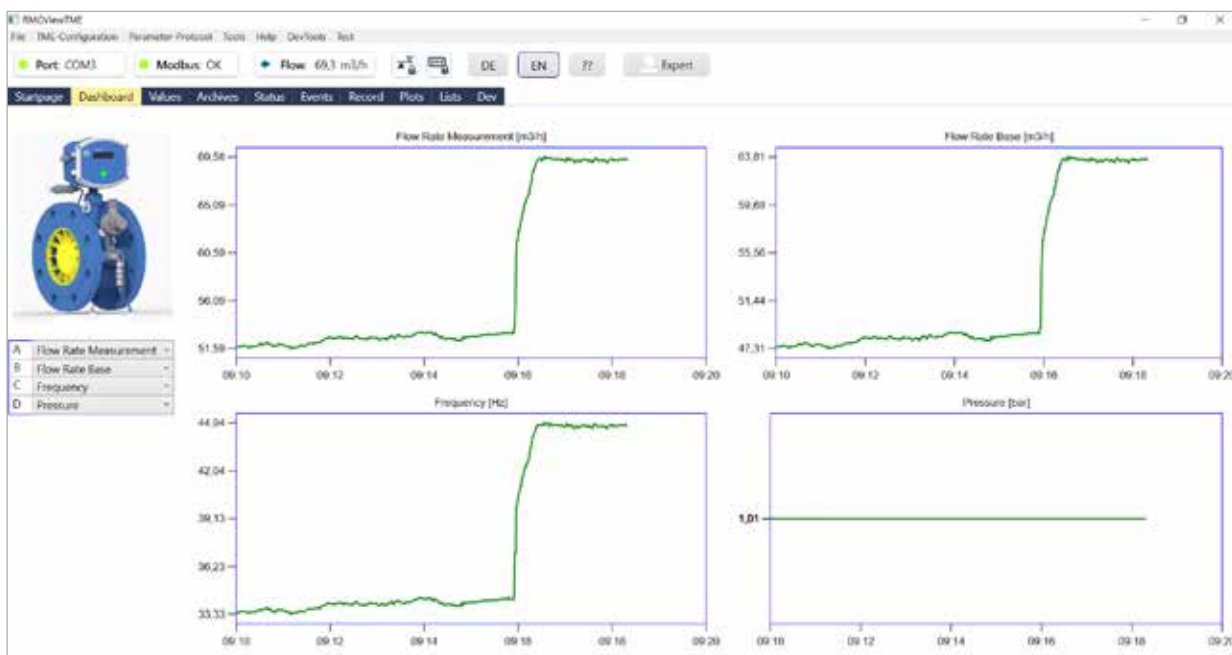 RMOViewTME
File TME-Configuration Parameter-Protocol Tools Help DevTools Test
Port: COM3 Modbus: OK Flow: 69,3 m3/h DE EN ?? Expert
Startpage Dashboard Values Archives Status Events Record Plots Lists Dev
Flow Rate Measurement [m3/h]
69,58
65,09
60,59
56,09
51,59
09:10 09:12 09:14 09:16 09:18 09:20
Flow Rate Base [m3/h]
63,81
59,69
55,56
51,44
47,31
09:10 09:12 09:14 09:16 09:18 09:20
A Flow Rate Measurement
B Flow Rate Base
C Frequency
D Pressure
Frequency [Hz]
44,94
42,04
39,13
36,23
33,33
09:10 09:12 09:14 09:16 09:18 09:20
Pressure [bar]
1,01
09:10 09:12 09:14 09:16 09:18 09:20